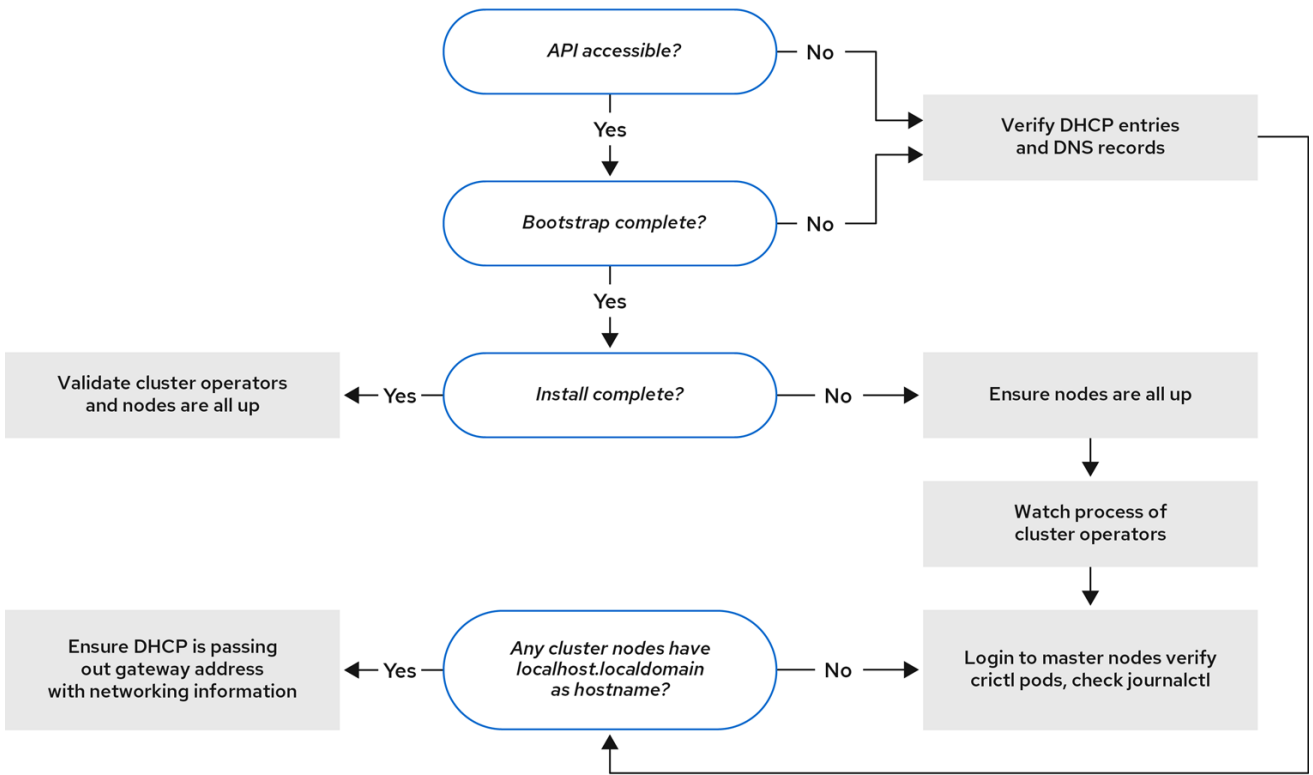 API accessible?
No
Verify DHCP entries
and DNS records
Yes
Bootstrap complete?
No
Yes
Validate cluster operators
and nodes are all up
Yes
Install complete?
No
Ensure nodes are all up
Watch process of
cluster operators
Ensure DHCP is passing
out gateway address
with networking information
Yes
Any cluster nodes have
localhost.localdomain
as hostname?
No
Login to master nodes verify
crictl pods, check journalctl